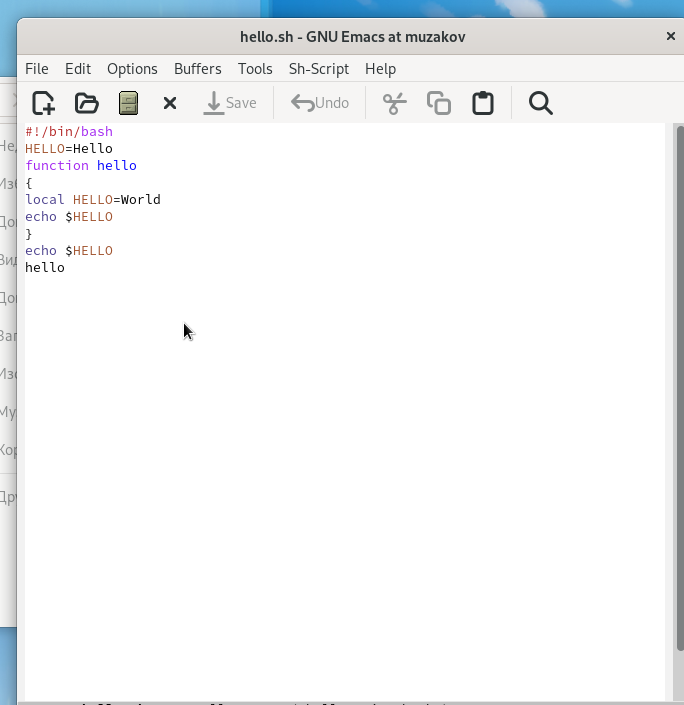 hello.sh - GNU Emacs at muzakov
File Edit Options Buffers Tools Sh-Script Help
Save Undo
#!/bin/bash
HELLO=Hello
function hello
{
local HELLO=World
echo $HELLO
}
echo $HELLO
hello